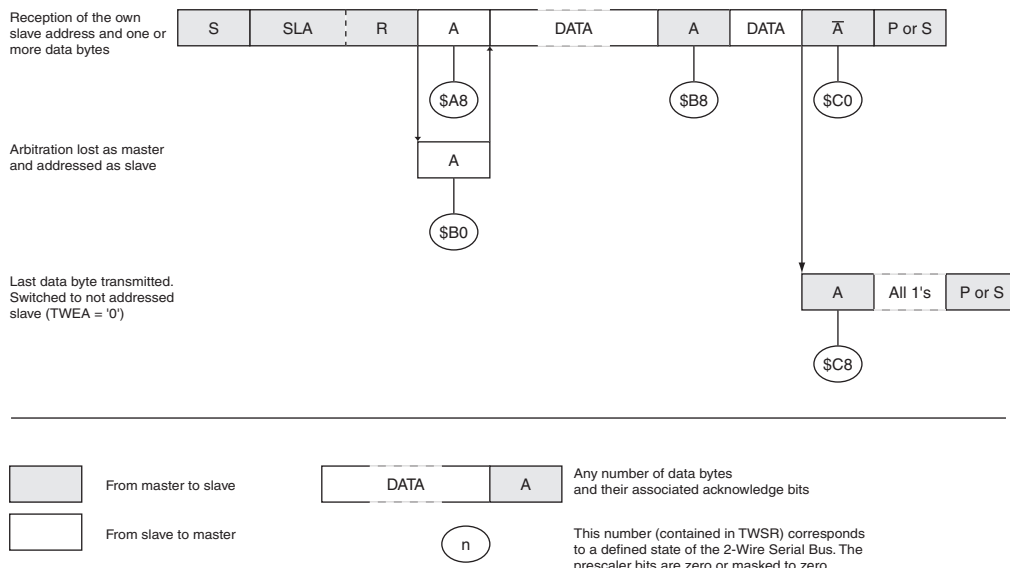 Reception of the own
slave address and one or
more data bytes
S SLA R A DATA A DATA A̅ P or S
$A8 $B8 $C0
Arbitration lost as master
and addressed as slave
A
$B0
Last data byte transmitted.
Switched to not addressed
slave (TWEA = '0')
A All 1's P or S
$C8
From master to slave
DATA A
Any number of data bytes
and their associated acknowledge bits
From slave to master
n
This number (contained in TWSR) corresponds
to a defined state of the 2-Wire Serial Bus. The
prescaler bits are zero or masked to zero